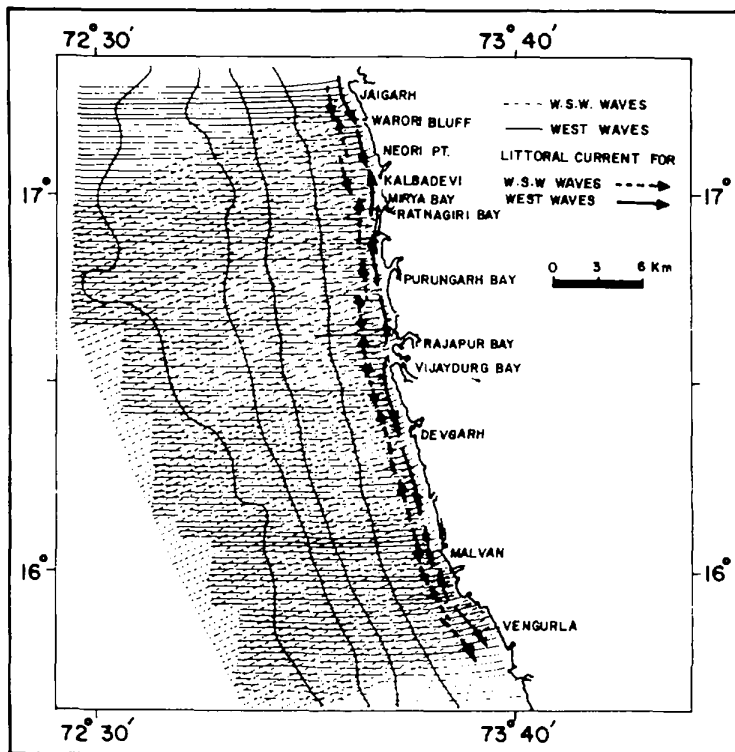 72° 30'
73° 40'
JAIGARH
WARORI BLUFF
NEORI PT.
KALBADEVI
MIRYA BAY
RATNAGIRI BAY
PURUNGARH BAY
RAJAPUR BAY
VIJAYDURG BAY
DEVGARH
MALVAN
VENGURLA
W.S.W. WAVES
WEST WAVES
LITTORAL CURRENT FOR
W.S.W WAVES
WEST WAVES
0 3 6 Km
17°
17°
16°
16°
72° 30'
73° 40'